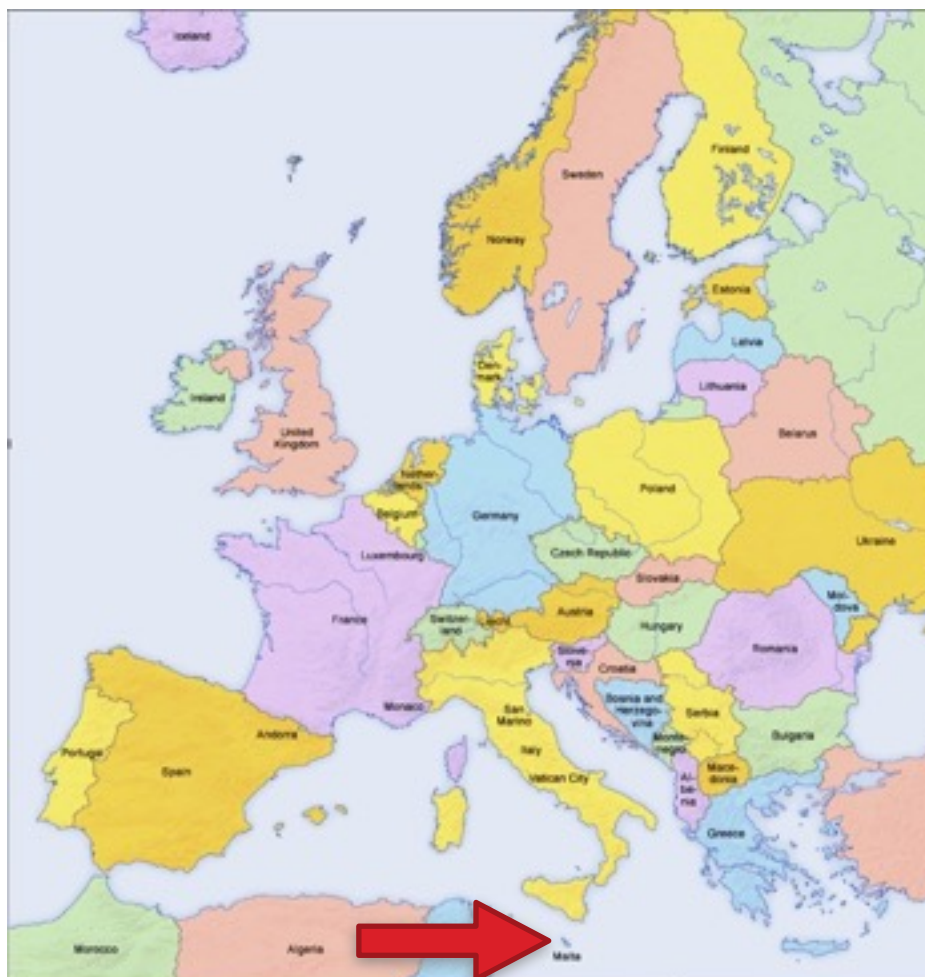 Iceland
Finland
Sweden
Norway
Estonia
Latvia
Den-
mark
Lithuania
Ireland
United
Kingdom
Belarus
Nether-
lands
Poland
Belgium
Germany
Ukraine
Luxembourg
Czech Republic
Slovakia
Mol-
dova
Austria
France
Switzer-
land
Liecht.
Hungary
Slove-
nia
Romania
Croatia
Bosnia and
Herzego-
vina
Monaco
San
Marino
Serbia
Andorra
Bulgaria
Monte-
negro
Portugal
Italy
Spain
Vatican City
Mace-
donia
Al-
ba-
nia
Greece
Morocco
Algeria
Malta